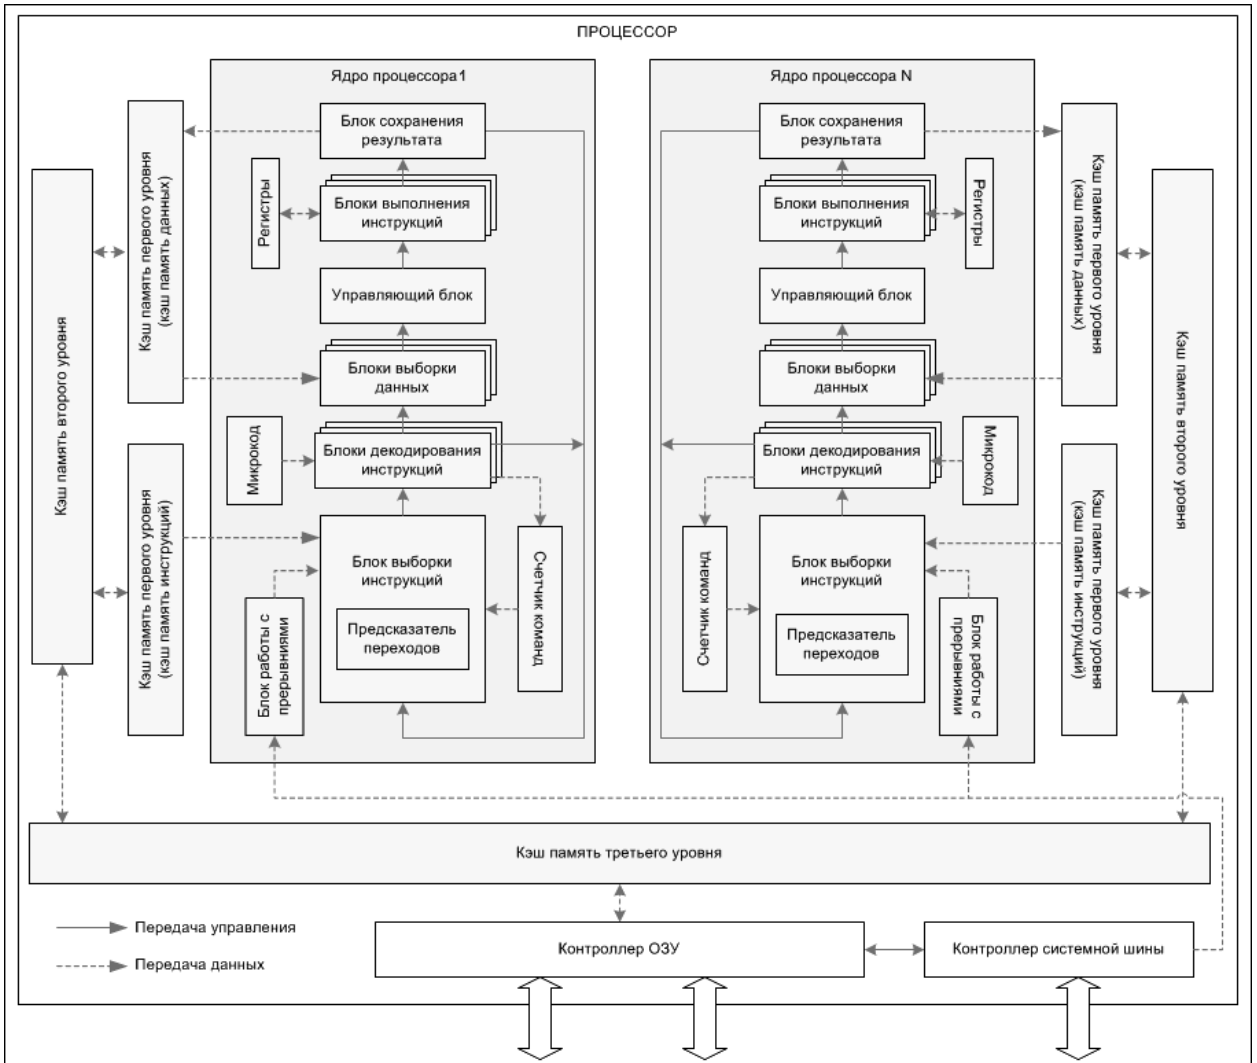 ПРОЦЕССОР
Ядро процессора1
Блок сохранения
результата
Регистры
Блоки выполнения
инструкций
Управляющий блок
Блоки выборки
данных
Микрокод
Блоки декодирования
инструкций
Блок выборки
инструкций
Предсказатель
переходов
Счетчик команд
Блок работы с
прерывниями
Кэш память первого уровня
(кэш память данных)
Кэш память первого уровня
(кэш память инструкций)
Кэш память второго уровня
Ядро процессора N
Блок сохранения
результата
Блоки выполнения
инструкций
Регистры
Управляющий блок
Блоки выборки
данных
Блоки декодирования
инструкций
Микрокод
Счетчик команд
Блок выборки
инструкций
Предсказатель
переходов
Блок работы с
прерывниями
Кэш память первого уровня
(кэш память данных)
Кэш память первого уровня
(кэш память инструкций)
Кэш память второго уровня
Кэш память третьего уровня
Передача управления
Передача данных
Контроллер ОЗУ
Контроллер системной шины